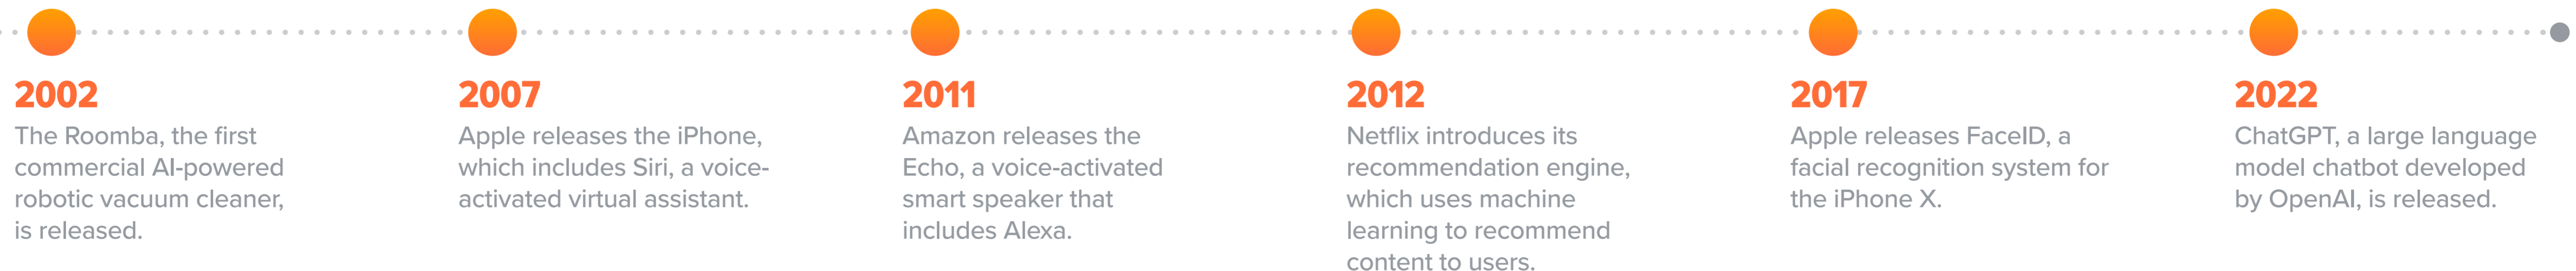 2002
The Roomba, the first
commercial AI-powered
robotic vacuum cleaner,
is released.
2007
Apple releases the iPhone,
which includes Siri, a voice-
activated virtual assistant.
2011
Amazon releases the
Echo, a voice-activated
smart speaker that
includes Alexa.
2012
Netflix introduces its
recommendation engine,
which uses machine
learning to recommend
content to users.
2017
Apple releases FaceID, a
facial recognition system for
the iPhone X.
2022
ChatGPT, a large language
model chatbot developed
by OpenAI, is released.